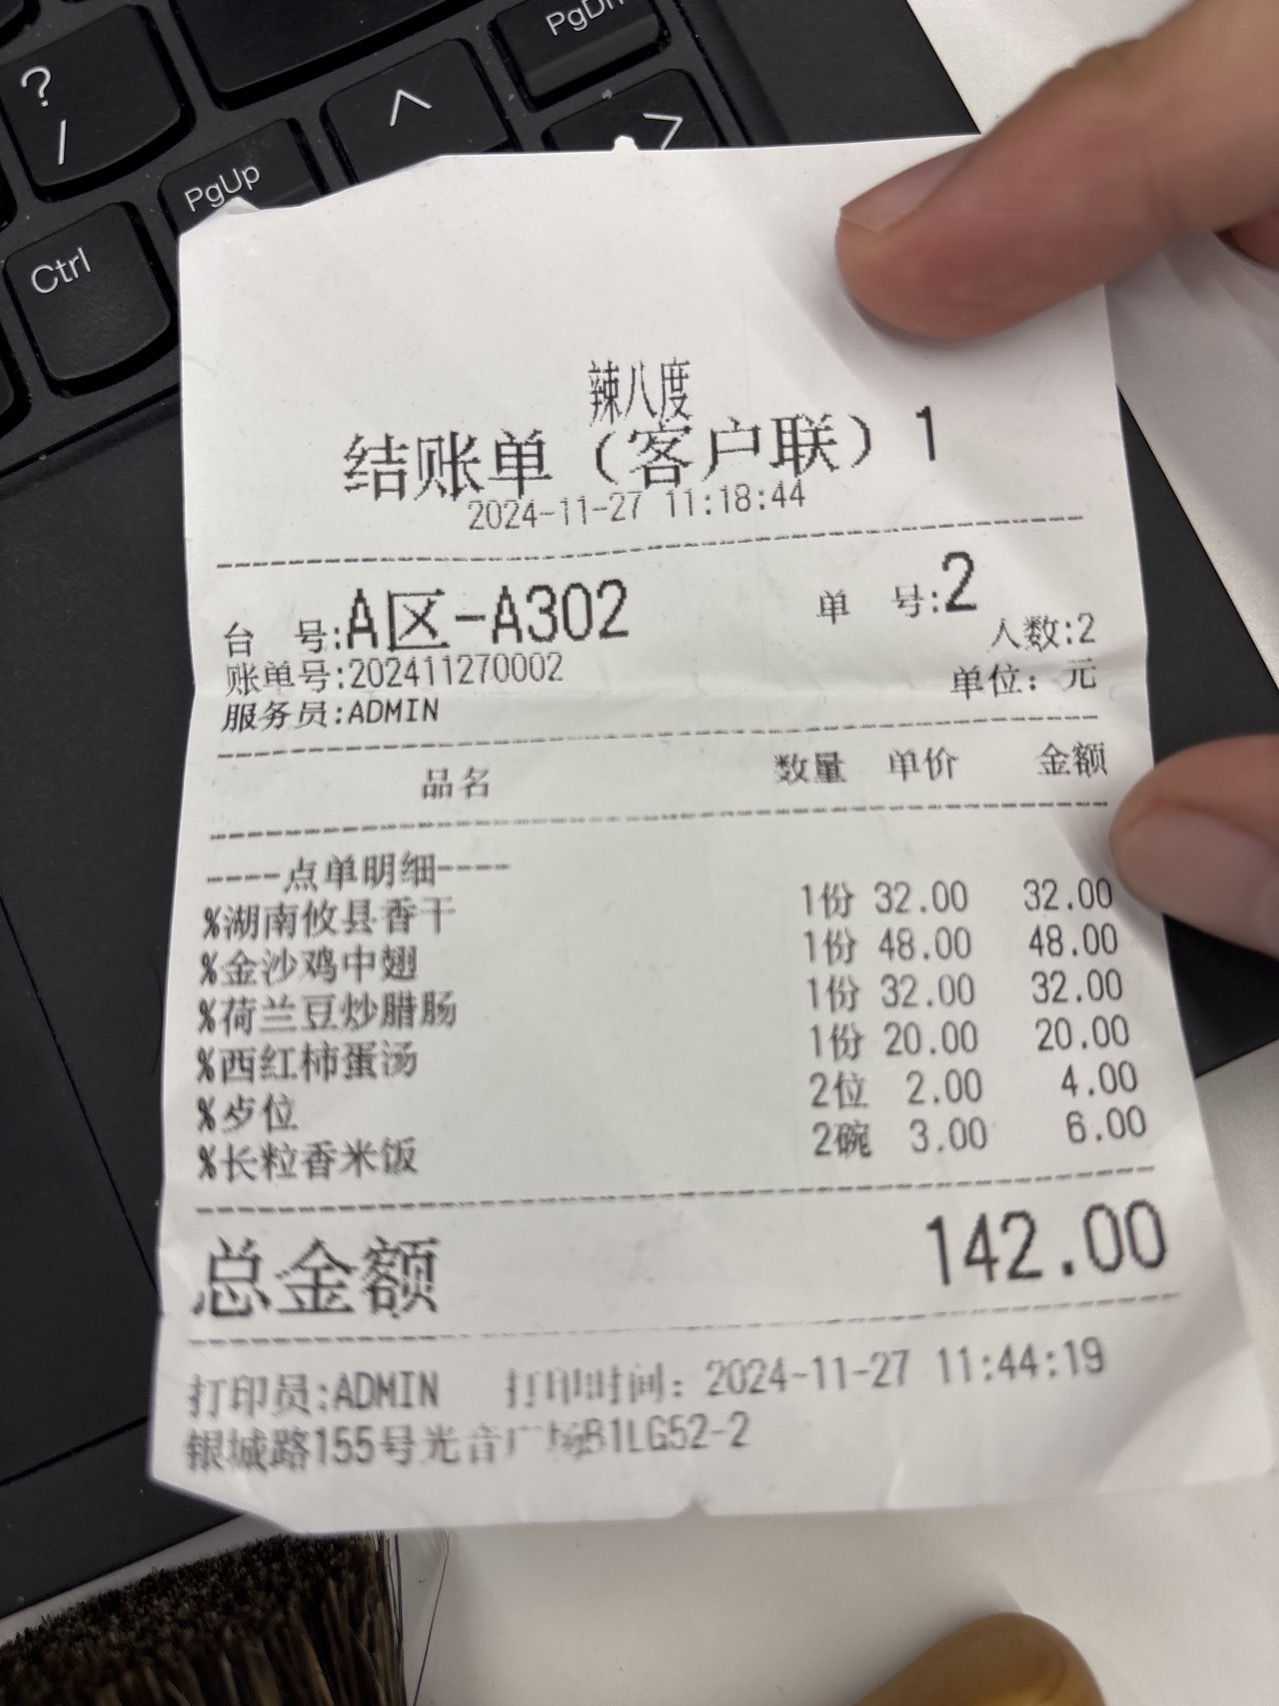 ?
/
PgUp
^
PgDn
>
Ctrl
辣八度
结账单（客户联）1
2024-11-27 11:18:44
台 号:A区-A302 单 号:2
人数:2
账单号:202411270002
单位：元
服务员:ADMIN
品名 数量 单价 金额
----点单明细----
%湖南攸县香干 1份 32.00 32.00
%金沙鸡中翅 1份 48.00 48.00
%荷兰豆炒腊肠 1份 32.00 32.00
%西红柿蛋汤 1份 20.00 20.00
%歺位 2位 2.00 4.00
%长粒香米饭 2碗 3.00 6.00
总金额 142.00
打印员:ADMIN 打印时间：2024-11-27 11:44:19
银城路155号光音广场B1LG52-2